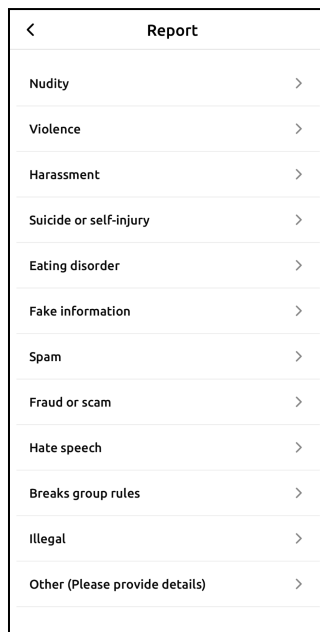 Report
Nudity
Violence
Harassment
Suicide or self-injury
Eating disorder
Fake information
Spam
Fraud or scam
Hate speech
Breaks group rules
Illegal
Other (Please provide details)